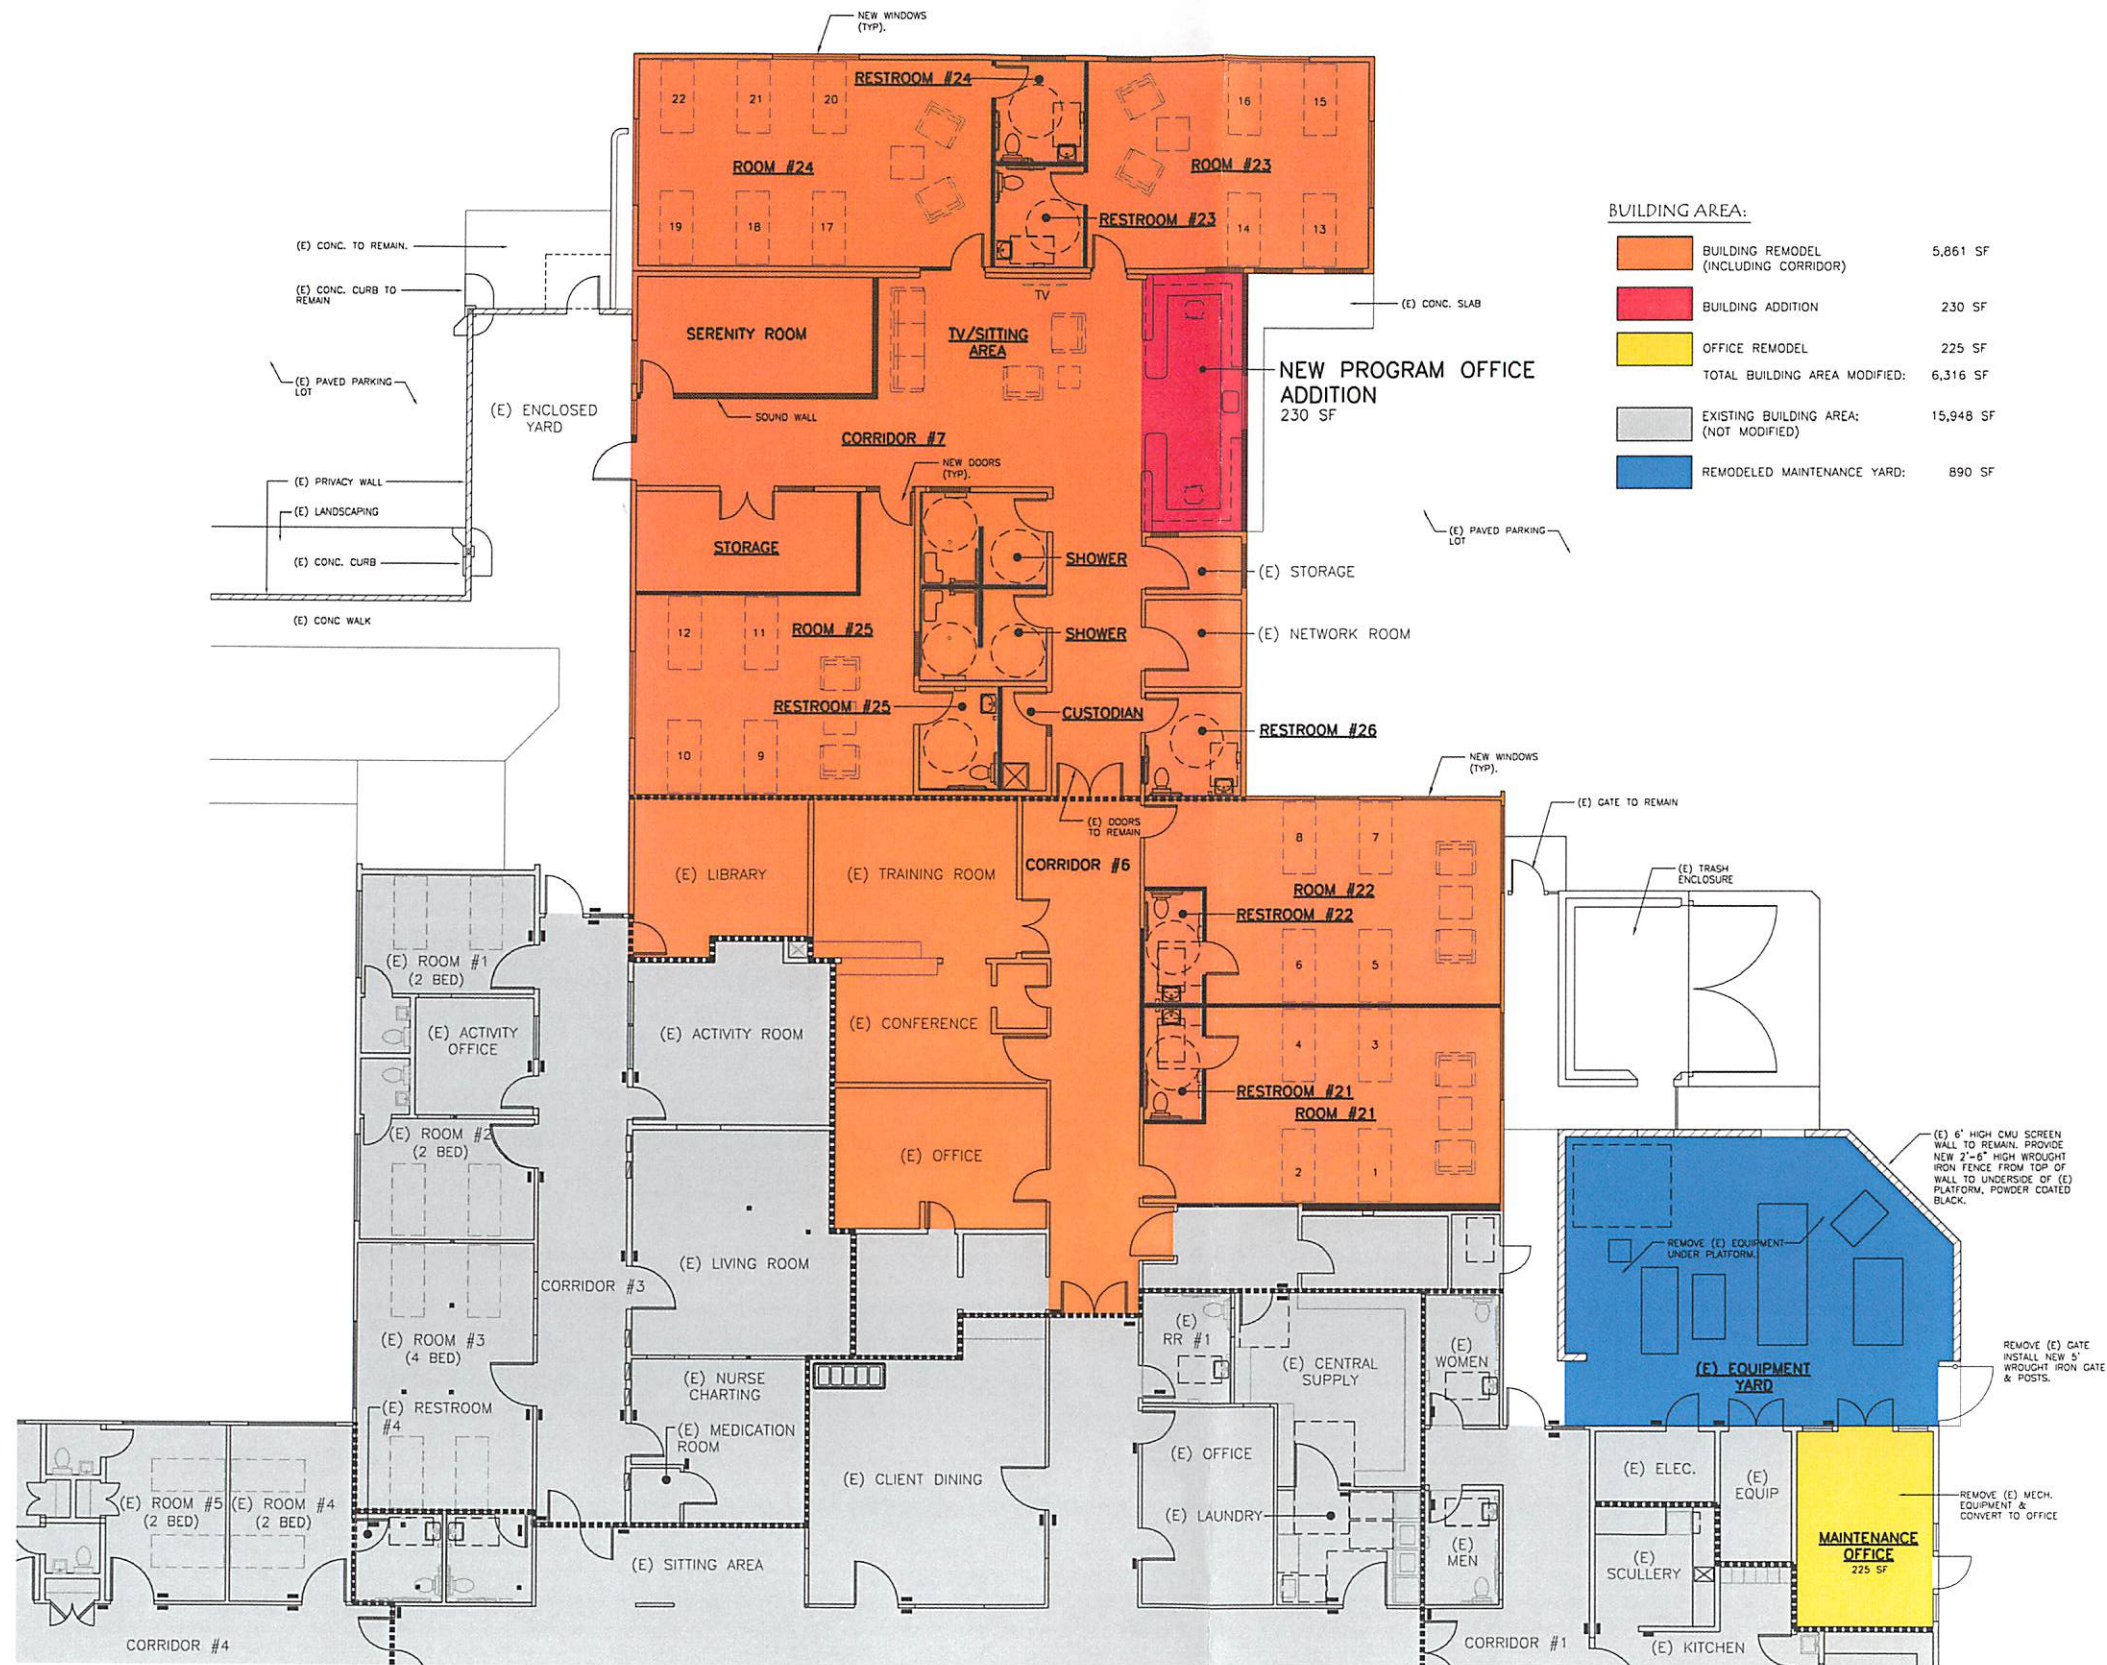 NEW WINDOWS
(TYP).
22
21
20
RESTROOM #24
16
15
ROOM #24
ROOM #23
19
18
17
RESTROOM #23
14
13
BUILDING AREA:
BUILDING REMODEL 5,861 SF
(INCLUDING CORRIDOR)
BUILDING ADDITION 230 SF
OFFICE REMODEL 225 SF
TOTAL BUILDING AREA MODIFIED: 6,316 SF
EXISTING BUILDING AREA: 15,948 SF
(NOT MODIFIED)
REMODELED MAINTENANCE YARD: 890 SF
(E) CONC. TO REMAIN.
(E) CONC. CURB TO
REMAIN
TV
(E) CONC. SLAB
SERENITY ROOM
TV/SITTING
AREA
NEW PROGRAM OFFICE
ADDITION
230 SF
(E) PAVED PARKING
LOT
(E) ENCLOSED
YARD
SOUND WALL
CORRIDOR #7
NEW DOORS
(TYP).
(E) PRIVACY WALL
(E) LANDSCAPING
(E) PAVED PARKING
LOT
STORAGE
SHOWER
(E) CONC. CURB
(E) STORAGE
(E) CONC WALK
12
11
ROOM #25
SHOWER
(E) NETWORK ROOM
RESTROOM #25
CUSTODIAN
RESTROOM #26
10
9
NEW WINDOWS
(TYP).
(E) GATE TO REMAIN
(E) DOORS
TO REMAIN
8
7
(E) LIBRARY
(E) TRAINING ROOM
CORRIDOR #6
ROOM #22
(E) TRASH
ENCLOSURE
RESTROOM #22
6
5
(E) ROOM #1
(2 BED)
(E) ACTIVITY
OFFICE
(E) ACTIVITY ROOM
(E) CONFERENCE
4
3
RESTROOM #21
ROOM #21
(E) ROOM #2
(2 BED)
(E) OFFICE
2
1
(E) 6' HIGH CMU SCREEN
WALL TO REMAIN. PROVIDE
NEW 2'-6" HIGH WROUGHT
IRON FENCE FROM TOP OF
WALL TO UNDERSIDE OF (E)
PLATFORM, POWDER COATED
BLACK.
REMOVE (E) EQUIPMENT
UNDER PLATFORM.
(E) LIVING ROOM
CORRIDOR #3
(E) ROOM #3
(4 BED)
(E)
RR #1
(E) CENTRAL
SUPPLY
(E)
WOMEN
(E) EQUIPMENT
YARD
REMOVE (E) GATE
INSTALL NEW 5'
WROUGHT IRON GATE
& POSTS.
(E) NURSE
CHARTING
(E) RESTROOM
#4
(E) MEDICATION
ROOM
(E) CLIENT DINING
(E) OFFICE
(E) ELEC.
(E)
EQUIP
(E) ROOM #5
(2 BED)
(E) ROOM #4
(2 BED)
(E) LAUNDRY
REMOVE (E) MECH.
EQUIPMENT &
CONVERT TO OFFICE
(E) SITTING AREA
(E)
MEN
(E)
SCULLERY
MAINTENANCE
OFFICE
225 SF
CORRIDOR #4
CORRIDOR #1
(E) KITCHEN